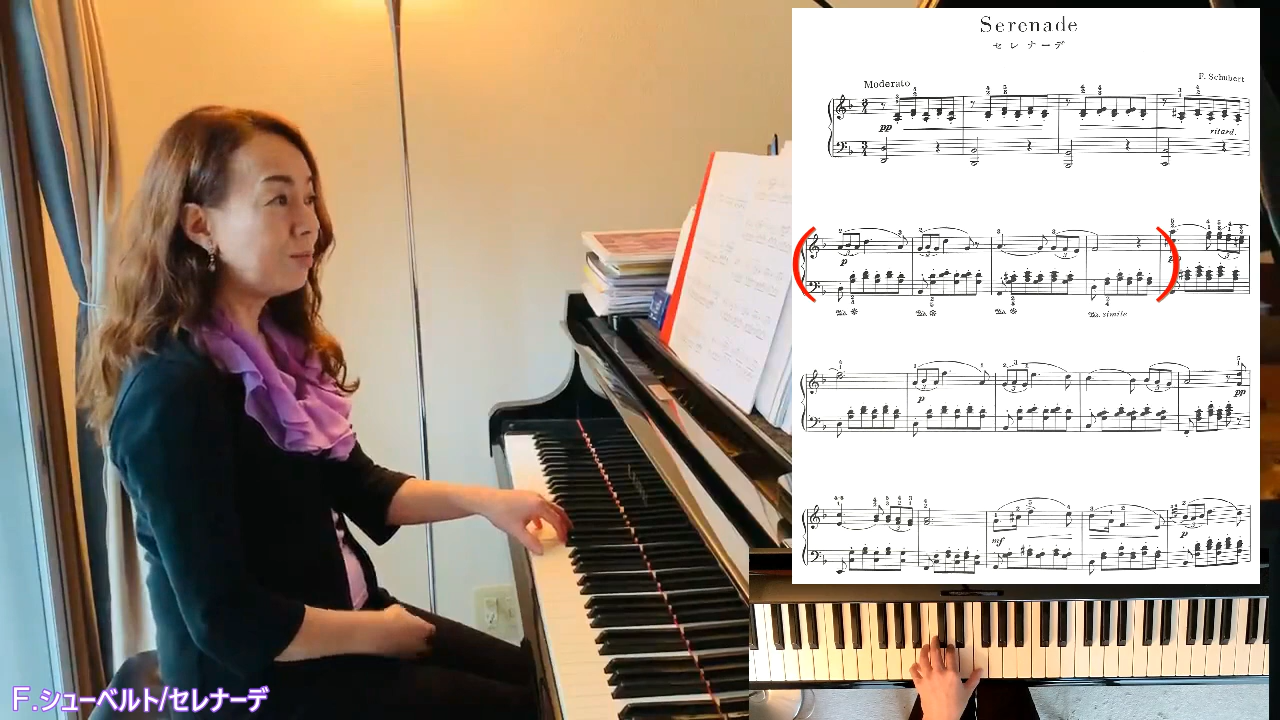 Serenade
セレナーデ
F. Schubert
Moderato
pp
ritard.
p
simile
p
pp
mf
p
F.シューベルト/セレナーデ